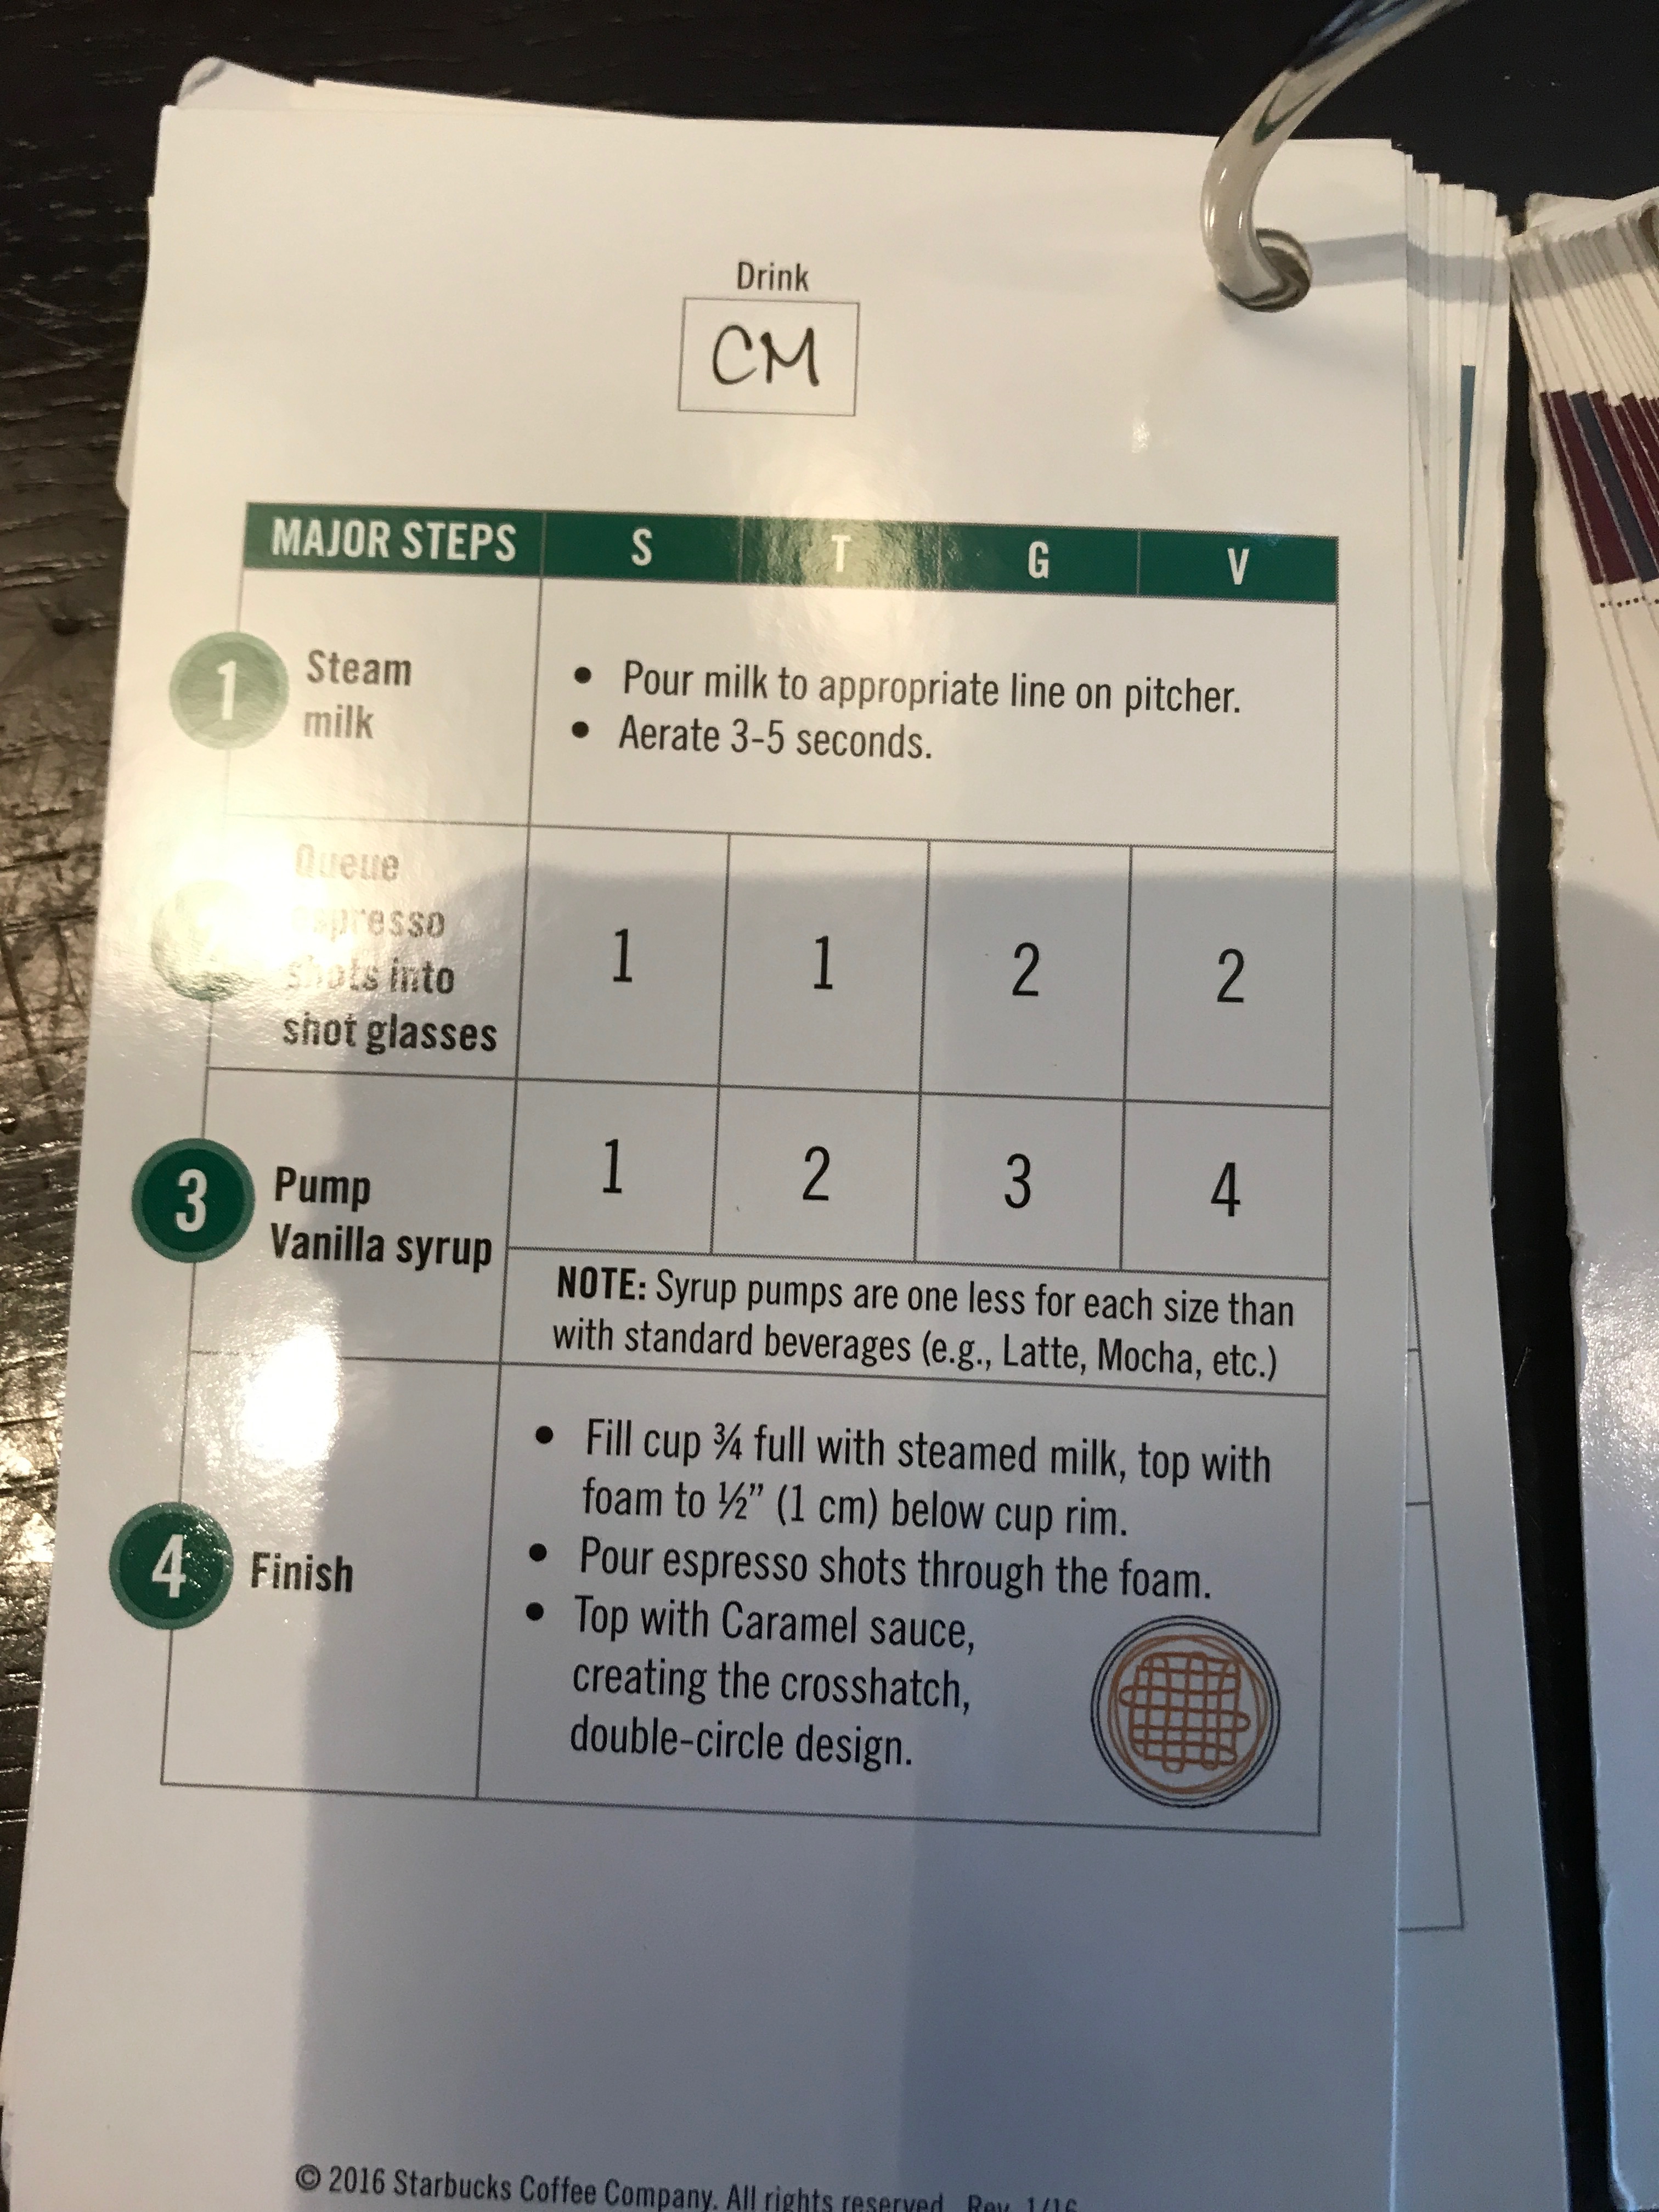 Drink
CM
MAJOR STEPS S T G V
1 Steam
milk
• Pour milk to appropriate line on pitcher.
• Aerate 3-5 seconds.
Queue
espresso
shots into
shot glasses
1 1 2 2
3 Pump
Vanilla syrup
1 2 3 4
NOTE: Syrup pumps are one less for each size than
with standard beverages (e.g., Latte, Mocha, etc.)
4 Finish
• Fill cup ¾ full with steamed milk, top with
foam to ½” (1 cm) below cup rim.
• Pour espresso shots through the foam.
• Top with Caramel sauce,
creating the crosshatch,
double-circle design.
© 2016 Starbucks Coffee Company. All rights reserved. Rev. 1/16